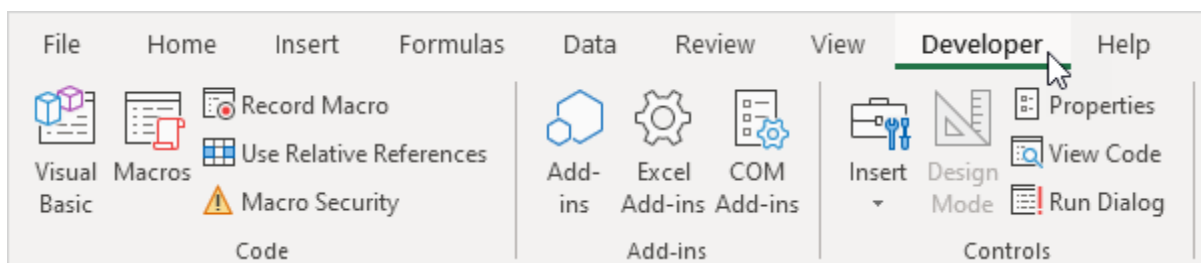 File Home Insert Formulas Data Review View Developer Help
Visual Basic
Macros
Record Macro
Use Relative References
Macro Security
Code
Add-
ins
Excel
Add-ins
COM
Add-ins
Add-ins
Insert
Design
Mode
Properties
View Code
Run Dialog
Controls